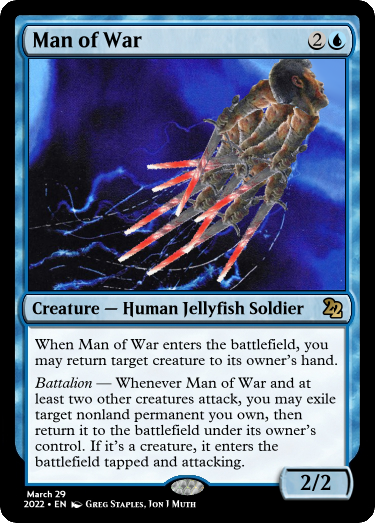 Man of War 2
Creature — Human Jellyfish Soldier
When Man of War enters the battlefield, you
may return target creature to its owner's hand.
Battalion — Whenever Man of War and at
least two other creatures attack, you may exile
target nonland permanent you own, then
return it to the battlefield under its owner's
control. If it's a creature, it enters the
battlefield tapped and attacking.
2/2
March 29
2022 • EN Greg Staples, Jon J Muth